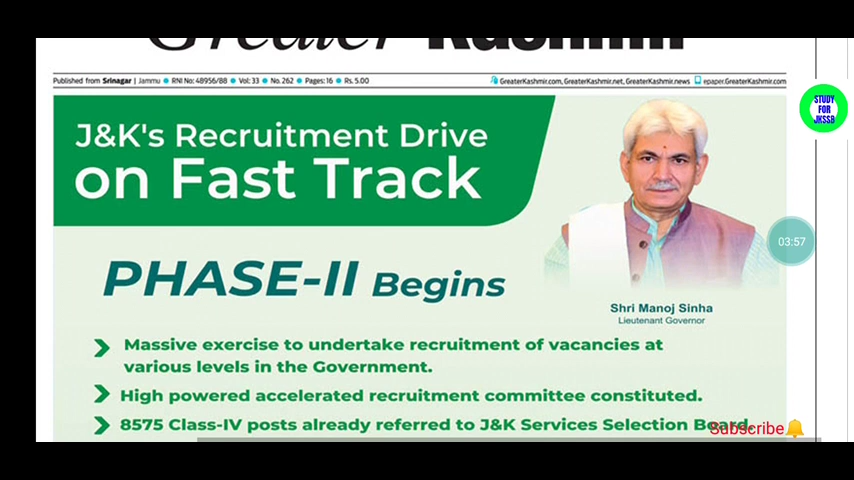 Greater Kashmir
Published from Srinagar | Jammu ● RNI No: 48956/88 ● Vol: 33 ● No. 262 ● Pages: 16 ● Rs. 5.00
GreaterKashmir.com, GreaterKashmir.net, GreaterKashmir.news epaper.GreaterKashmir.com
STUDY
FOR
JKSSB
J&K's Recruitment Drive
on Fast Track
03:57
PHASE-II Begins
Shri Manoj Sinha
Lieutenant Governor
Massive exercise to undertake recruitment of vacancies at
various levels in the Government.
High powered accelerated recruitment committee constituted.
8575 Class-IV posts already referred to J&K Services Selection Board.
Subscribe